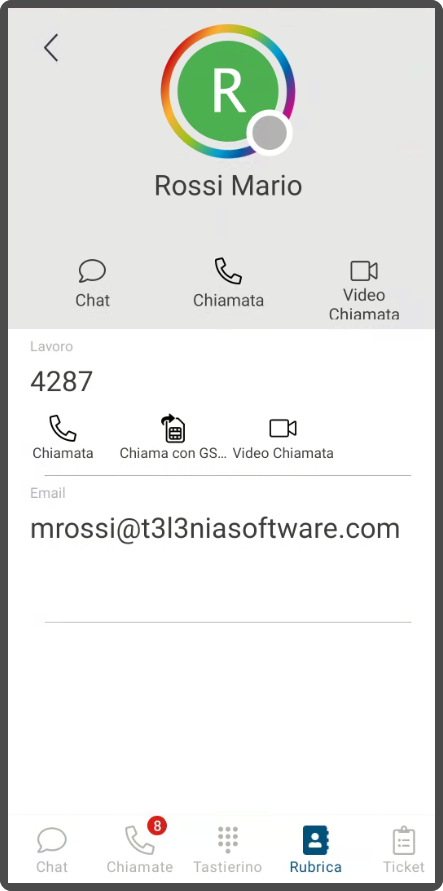 R
Rossi Mario
Chat
Chiamata
Video
Chiamata
Lavoro
4287
Chiamata
Chiama con GS...
Video Chiamata
Email
mrossi@t3l3niasoftware.com
8
Chat
Chiamate
Tastierino
Rubrica
Ticket